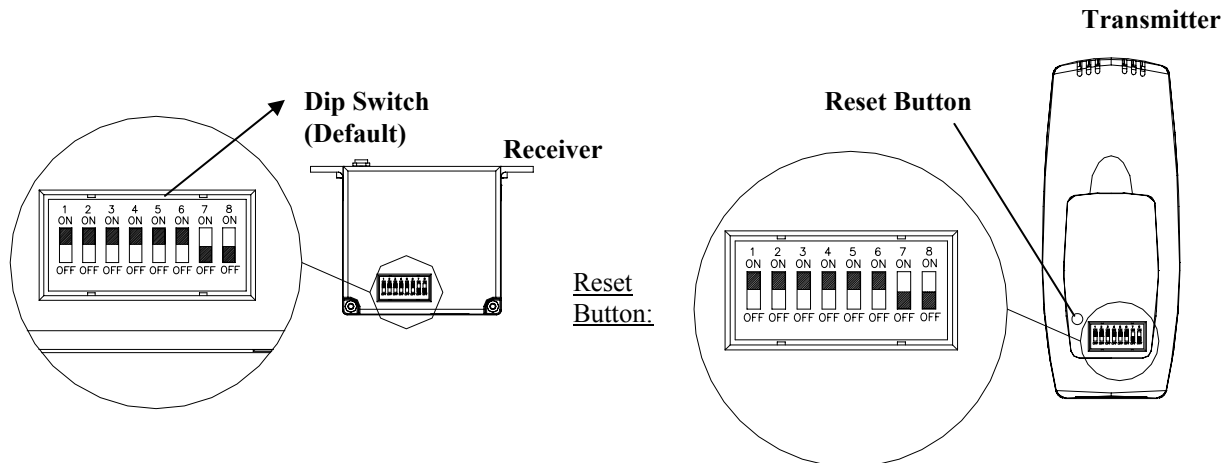 Transmitter
Dip Switch
(Default)
Reset Button
Receiver
1 2 3 4 5 6 7 8
ON ON ON ON ON ON ON ON
OFF OFF OFF OFF OFF OFF OFF OFF
Reset
Button:
1 2 3 4 5 6 7 8
ON ON ON ON ON ON ON ON
OFF OFF OFF OFF OFF OFF OFF OFF